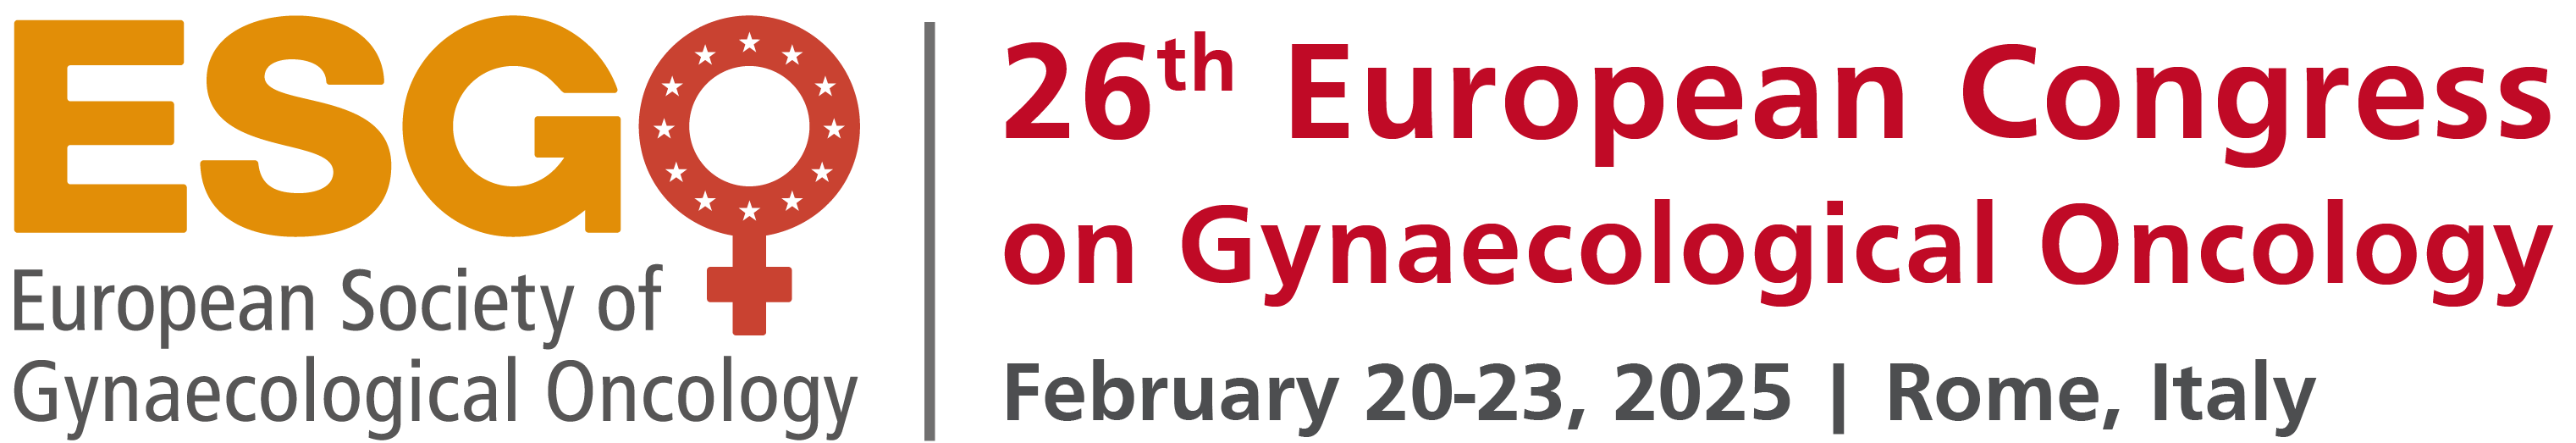 ESGO
European Society of
Gynaecological Oncology
26th European Congress
on Gynaecological Oncology
February 20-23, 2025 | Rome, Italy